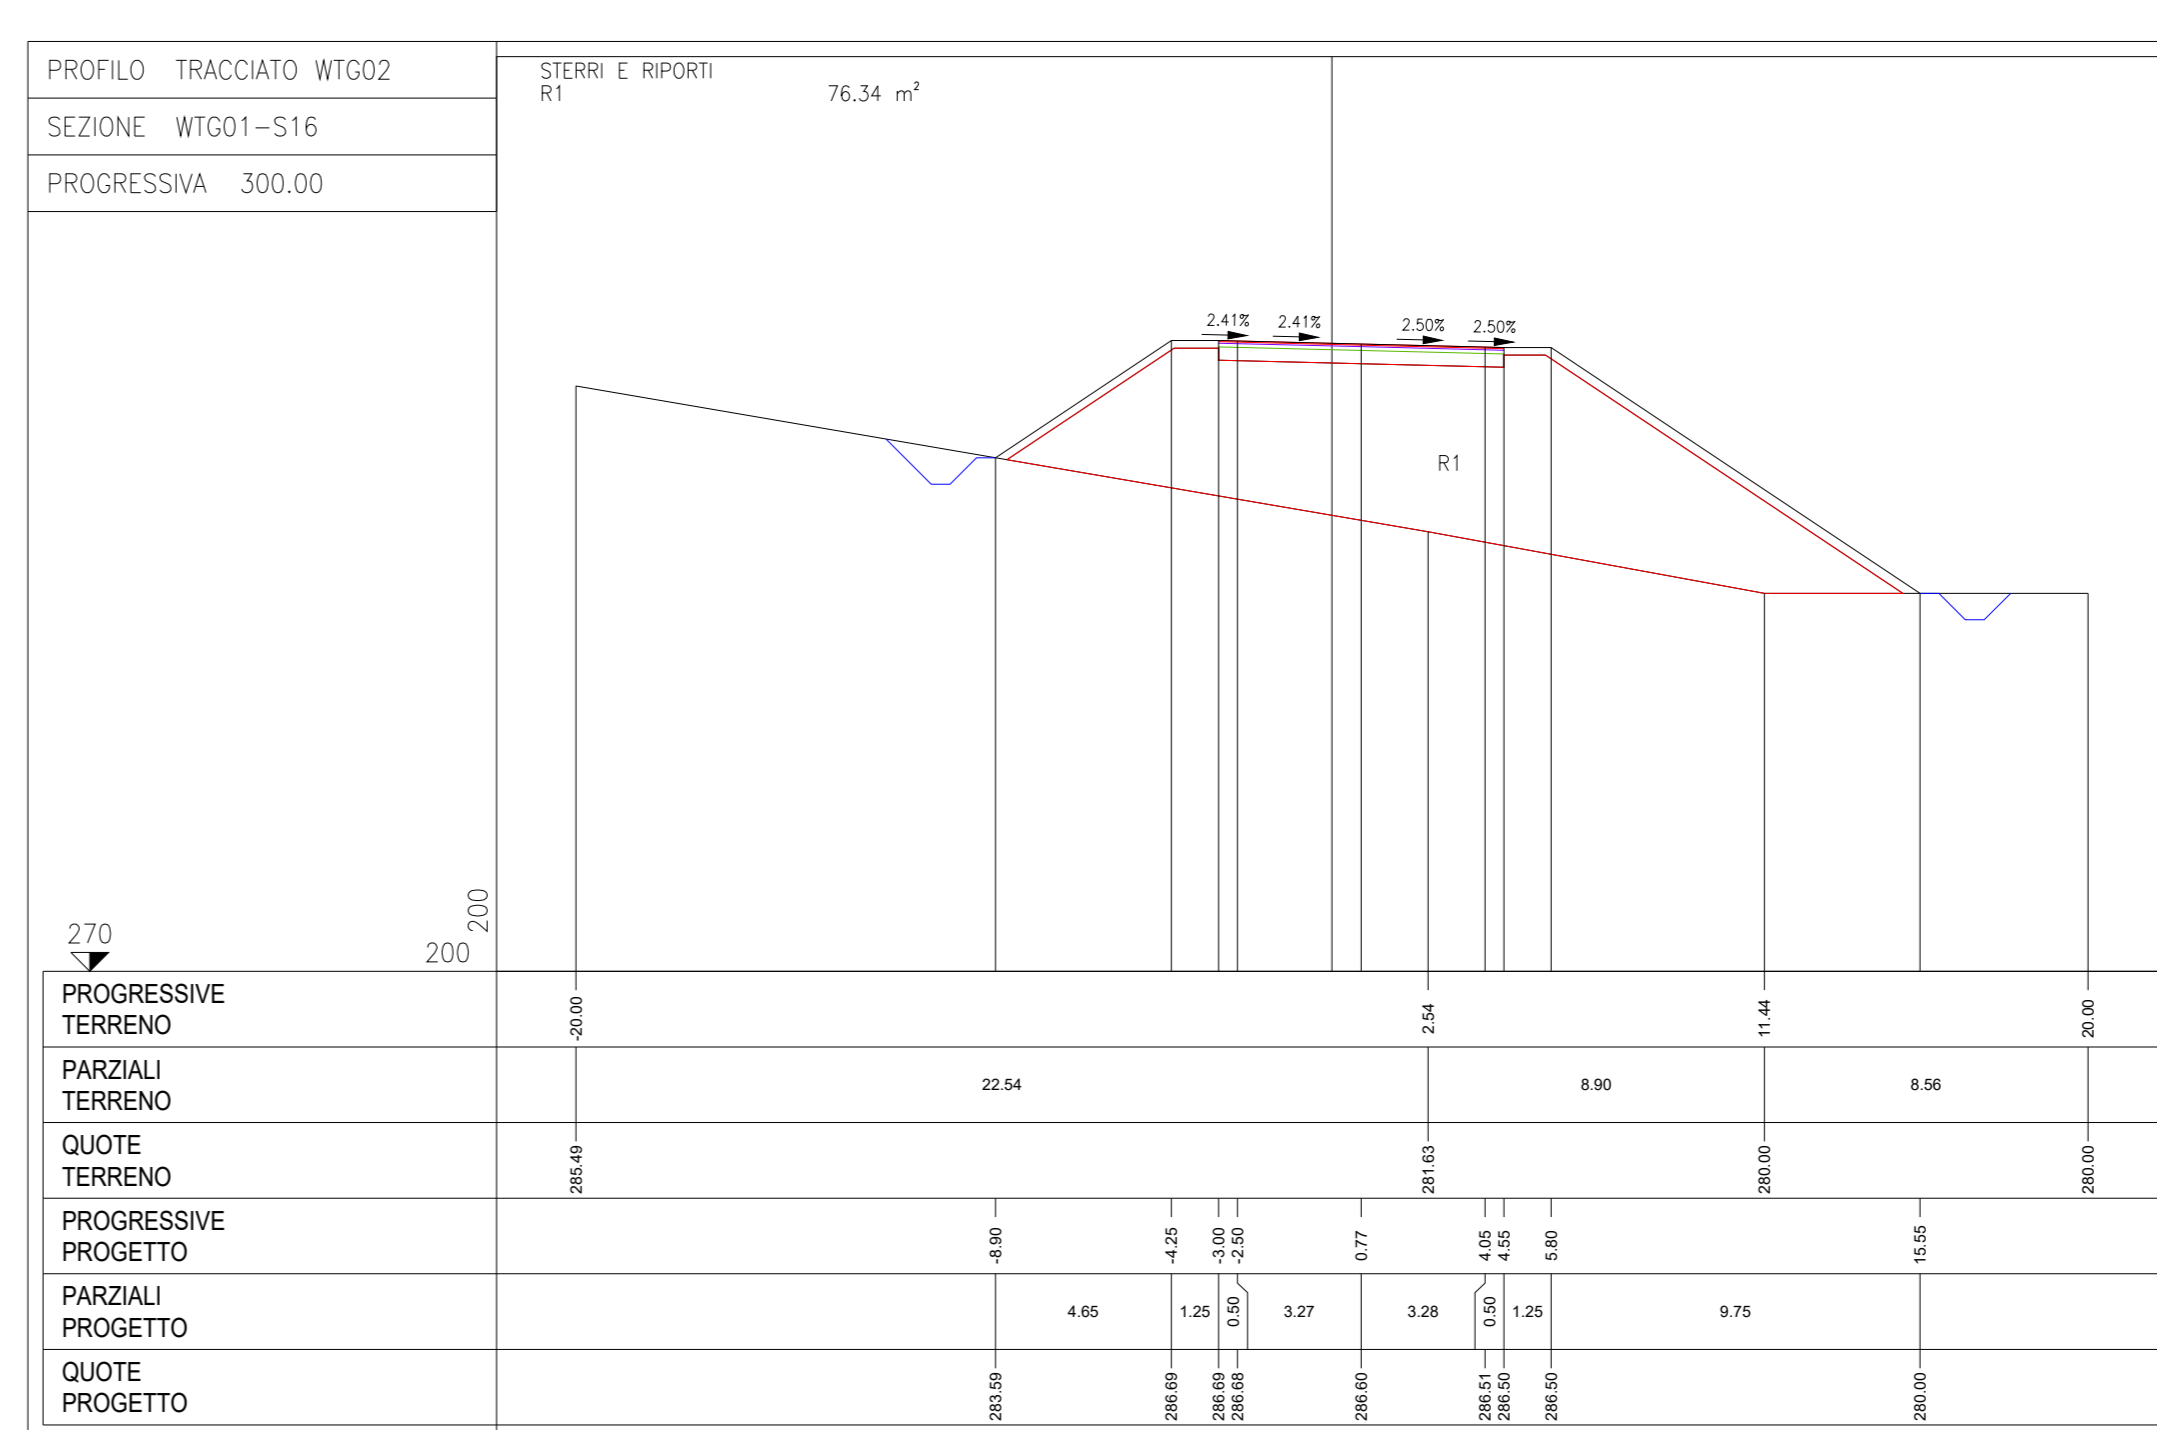 PROFILO TRACCIATO WTG02
SEZIONE WTG01-S16
PROGRESSIVA 300.00
STERRI E RIPORTI
R1 76.34 m²
2.41% 2.41% 2.50% 2.50%
R1
200
270
200
PROGRESSIVE
TERRENO
-20.00 2.54 11.44 20.00
PARZIALI
TERRENO
22.54 8.90 8.56
QUOTE
TERRENO
285.49 281.63 280.00 280.00
PROGRESSIVE
PROGETTO
-8.90 -4.25 -3.00 -2.50 0.77 4.05 4.55 5.80 15.55
PARZIALI
PROGETTO
4.65 1.25 0.50 3.27 3.28 0.50 1.25 9.75
QUOTE
PROGETTO
283.59 286.69 286.69 286.68 286.60 286.51 286.50 286.50 280.00